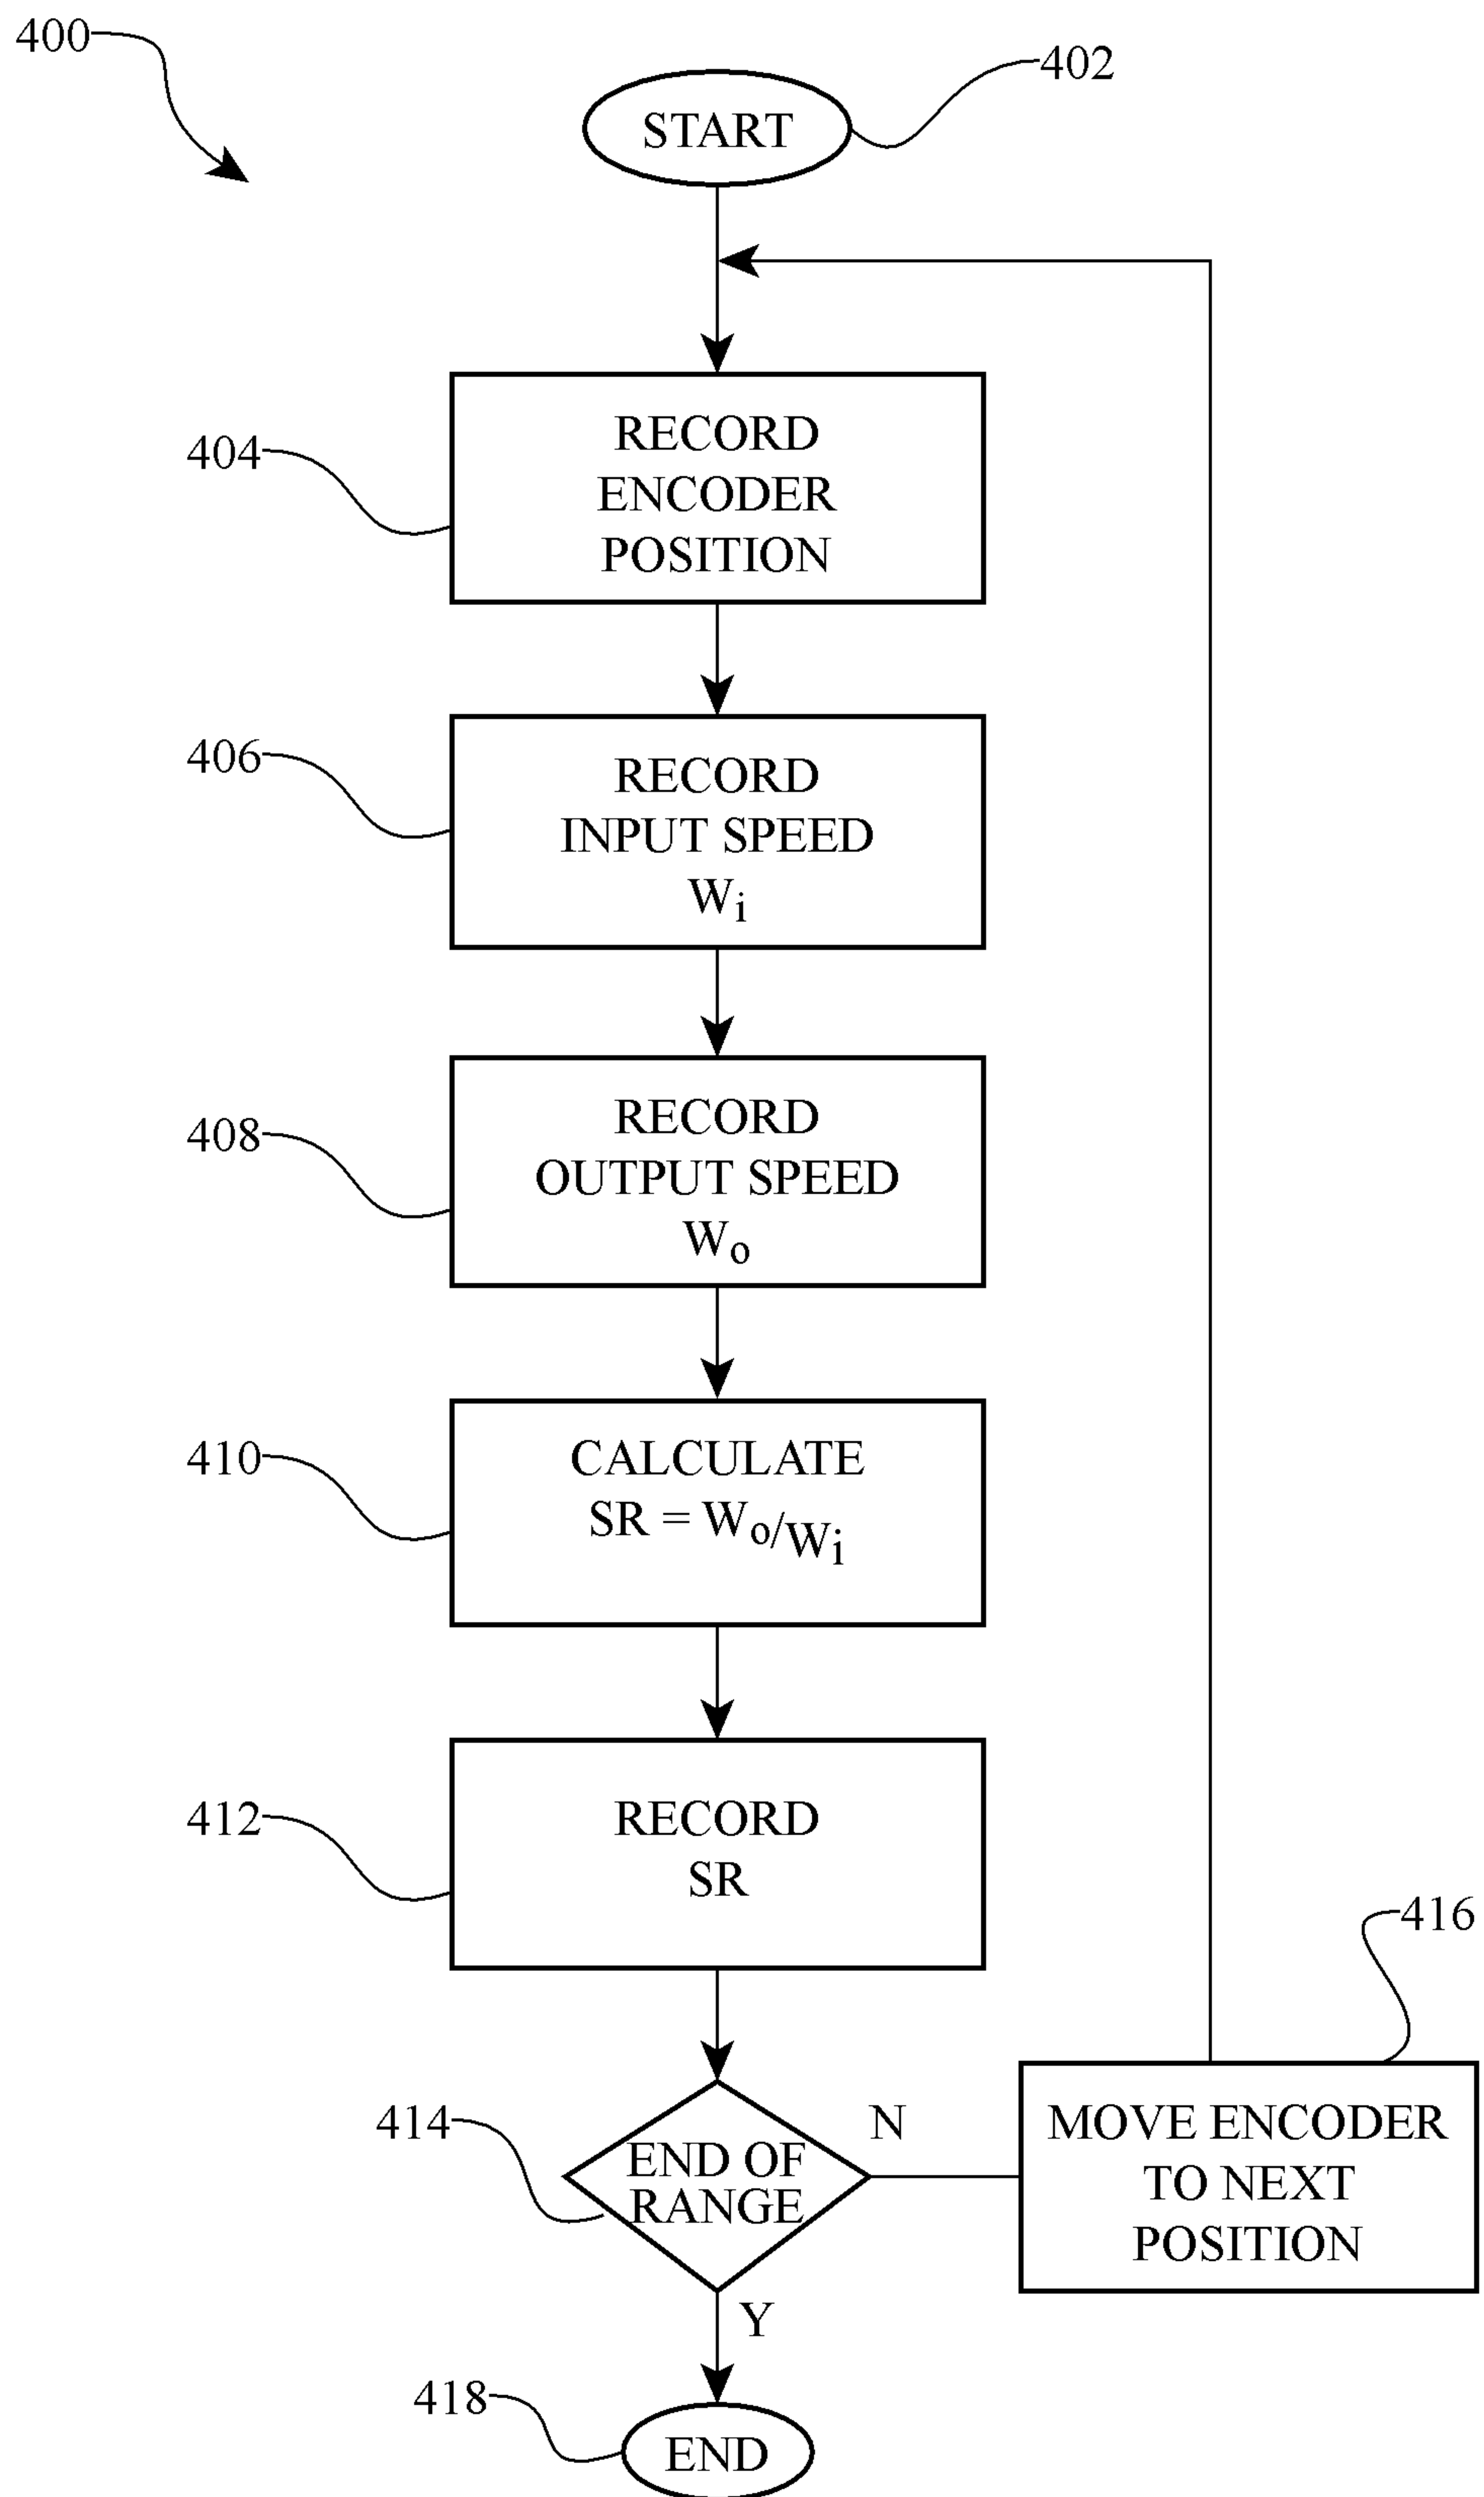 400
402
START
404
RECORD
ENCODER
POSITION
406
RECORD
INPUT SPEED
Wi
408
RECORD
OUTPUT SPEED
Wo
410
CALCULATE
SR = Wo/Wi
412
RECORD
SR
416
414
END OF
RANGE
N
MOVE ENCODER
TO NEXT
POSITION
Y
418
END